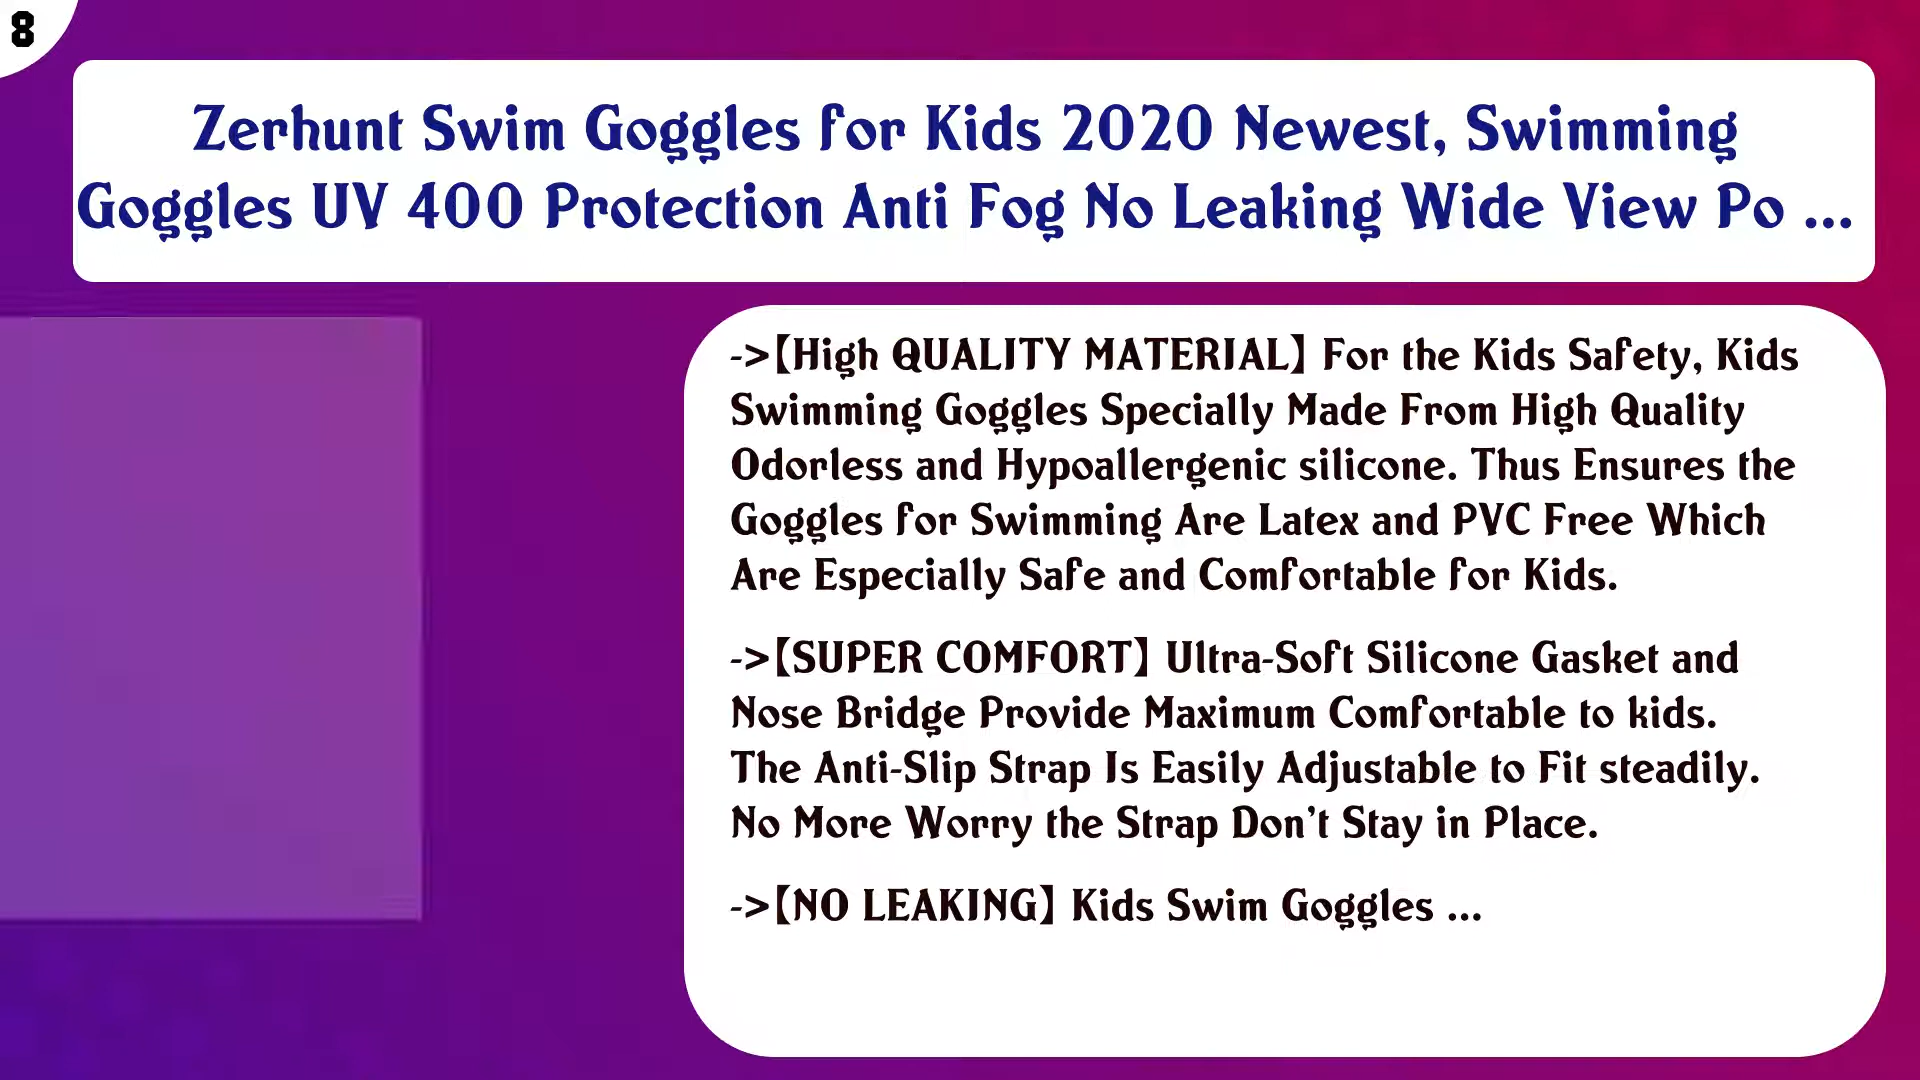 8
Zerhunt Swim Goggles for Kids 2020 Newest, Swimming
Goggles UV 400 Protection Anti Fog No Leaking Wide View Po ...
->【High QUALITY MATERIAL】 For the Kids Safety, Kids
Swimming Goggles Specially Made From High Quality
Odorless and Hypoallergenic silicone. Thus Ensures the
Goggles for Swimming Are Latex and PVC Free Which
Are Especially Safe and Comfortable for Kids.
->【SUPER COMFORT】 Ultra-Soft Silicone Gasket and
Nose Bridge Provide Maximum Comfortable to kids.
The Anti-Slip Strap Is Easily Adjustable to Fit steadily.
No More Worry the Strap Don’t Stay in Place.
->【NO LEAKING】 Kids Swim Goggles ...